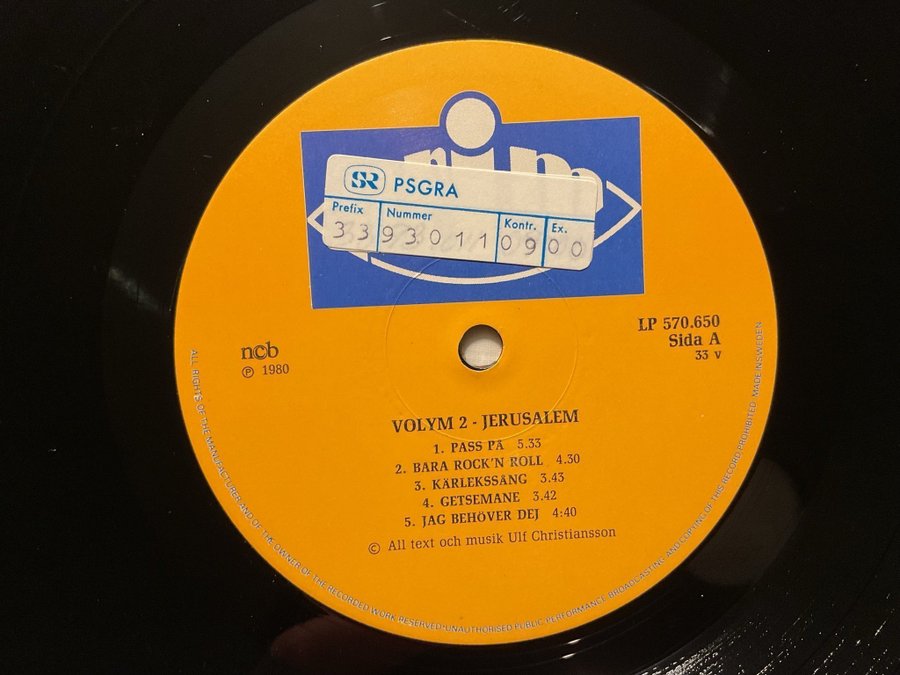 SR PSGRA
Prefix Nummer Kontr. Ex.
33 93011 09 00
LP 570.650
Sida A
33 v
ncb
℗ 1980
VOLYM 2 - JERUSALEM
1. PASS PÅ 5.33
2. BARA ROCK'N ROLL 4.30
3. KÄRLEKSSÅNG 3.43
4. GETSEMANE 3.42
5. JAG BEHÖVER DEJ 4:40
© All text och musik Ulf Christiansson
ALL RIGHTS OF THE MANUFACTURER AND OF THE OWNER OF THE RECORDED WORK RESERVED•UNAUTHORISED PUBLIC PERFORMANCE BROADCASTING AND COPYING OF THIS RECORD PROHIBITED. MADE IN SWEDEN